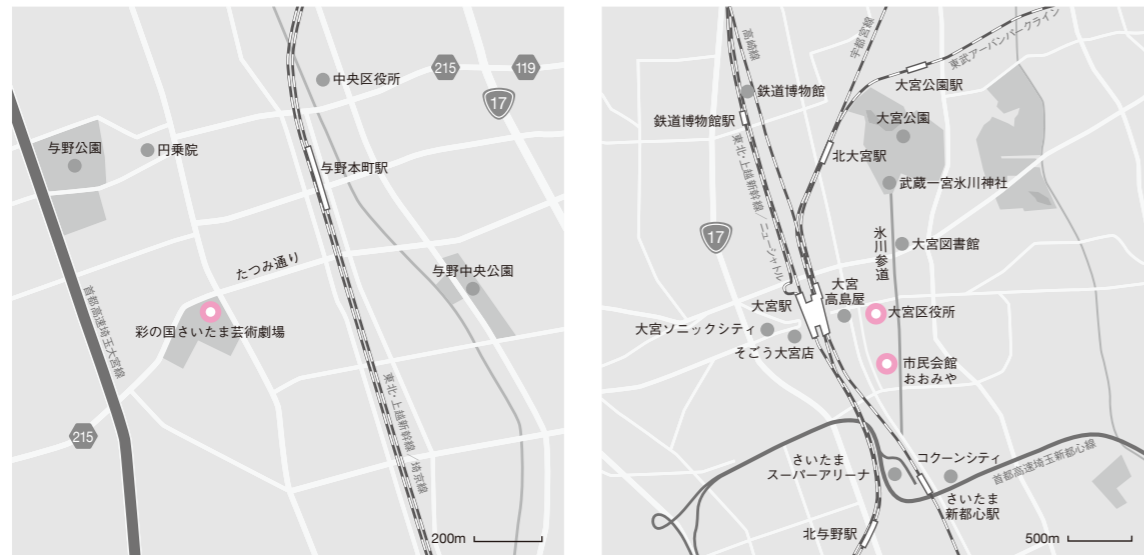 215
119
17
中央区役所
与野公園
円乗院
与野本町駅
たつみ通り
与野中央公園
彩の国さいたま芸術劇場
首都高速埼玉大宮線
215
東北・上越新幹線／埼京線
200m
高崎線
宇都宮線
東武アーバンパークライン
大宮公園駅
鉄道博物館
鉄道博物館駅
大宮公園
北大宮駅
武蔵一宮氷川神社
東北・上越新幹線／ニューシャトル
17
氷川参道
大宮図書館
大宮駅
大宮
高島屋
大宮区役所
大宮ソニックシティ
そごう大宮店
市民会館
おおみや
さいたま
スーパーアリーナ
コクーンシティ
首都高速埼玉新都心線
さいたま
新都心駅
北与野駅
500m